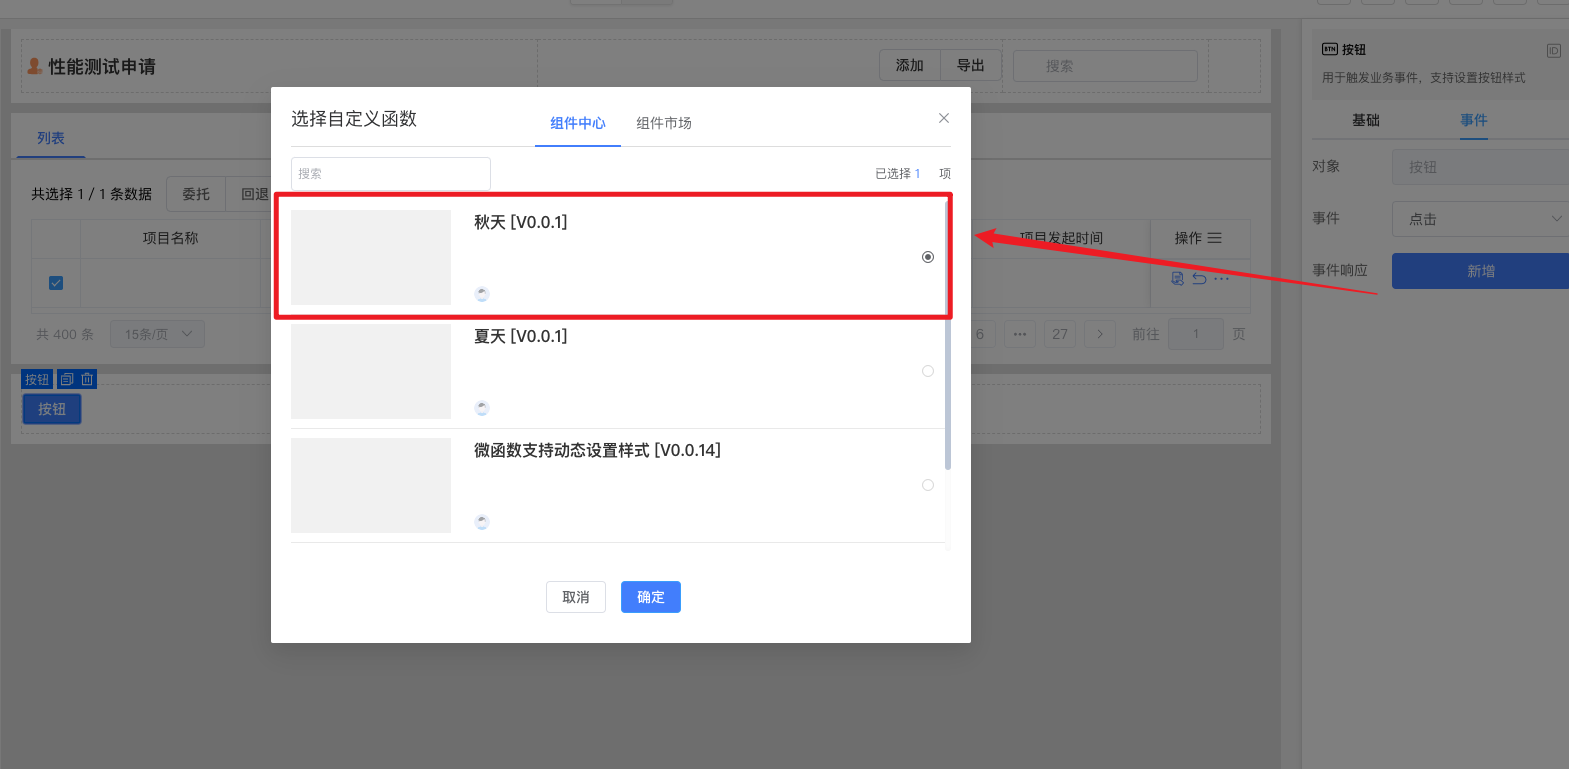 性能测试申请
添加 导出 搜索
列表
共选择 1 / 1 条数据 委托 回退
项目名称 项目发起时间 操作
共 400 条 15条/页 6 ••• 27 前往 1 页
按钮
按钮
选择自定义函数 组件中心 组件市场
搜索 已选择 1 项
秋天 [V0.0.1]
夏天 [V0.0.1]
微函数支持动态设置样式 [V0.0.14]
取消 确定
BTN 按钮 ID
用于触发业务事件，支持设置按钮样式
基础 事件
对象 按钮
事件 点击
事件响应 新增